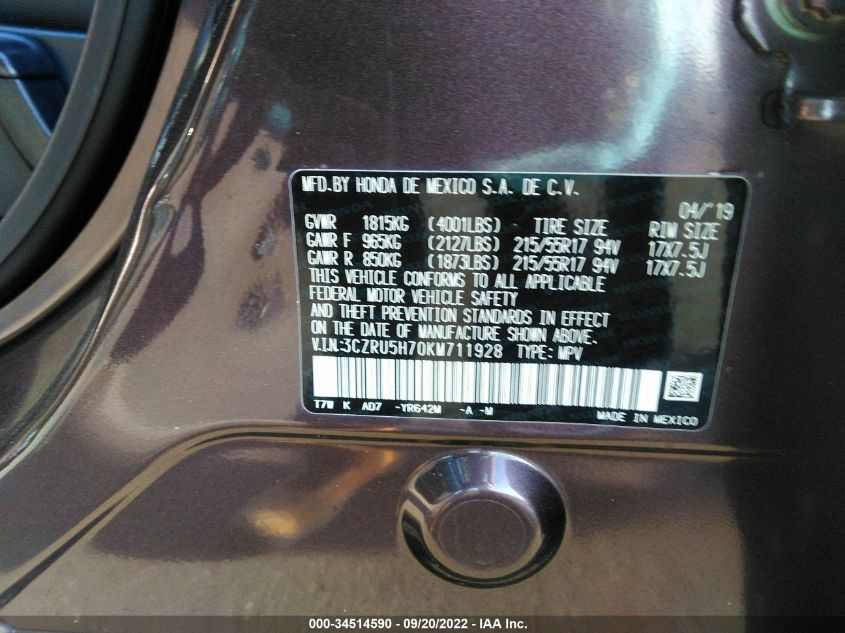 MFD.BY HONDA DE MEXICO S.A. DE C.V.
04/'19
GVWR 1815KG (4001LBS) TIRE SIZE RIM SIZE
GAWR F 965KG (2127LBS) 215/55R17 94V 17X7.5J
GAWR R 850KG (1873LBS) 215/55R17 94V 17X7.5J
THIS VEHICLE CONFORMS TO ALL APPLICABLE
FEDERAL MOTOR VEHICLE SAFETY
AND THEFT PREVENTION STANDARDS IN EFFECT
ON THE DATE OF MANUFACTURE SHOWN ABOVE.
V.I.N:3CZRU5H70KM711928 TYPE: MPV
T7W K AD7 -YR642M -A -M
MADE IN MEXICO
000-34514590 - 09/20/2022 - IAA Inc.